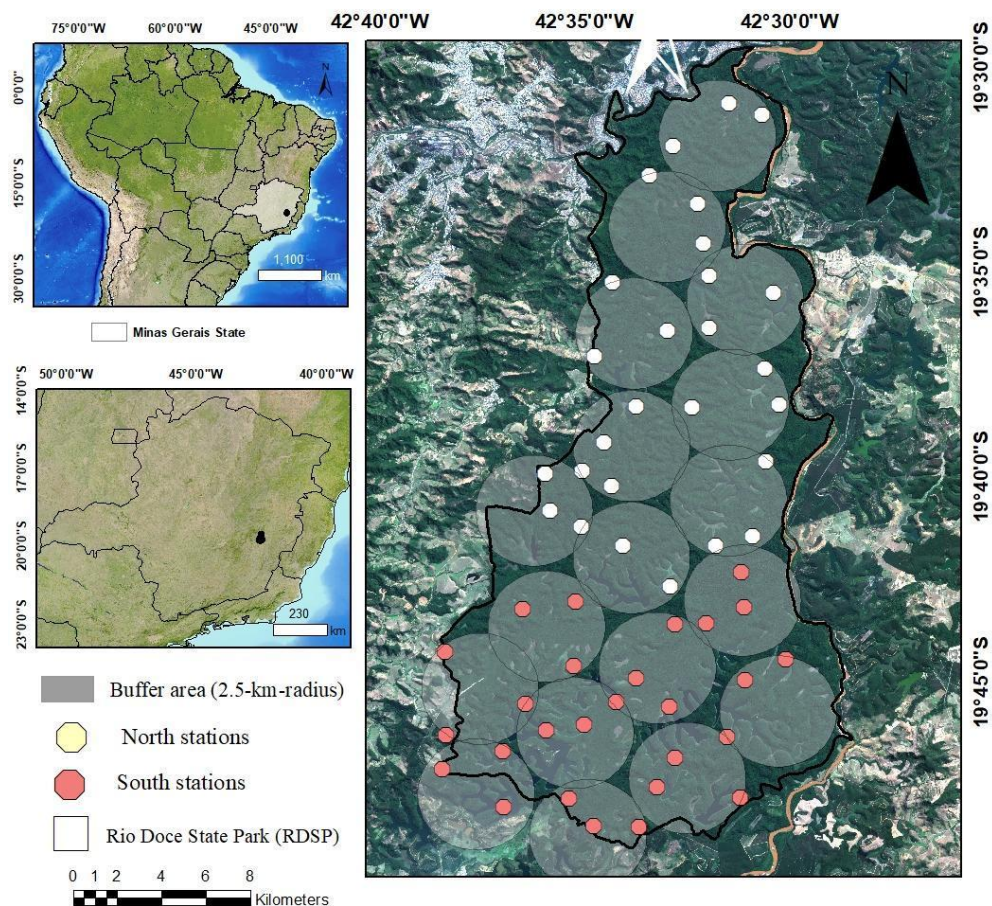 75°0'0"W 60°0'0"W 45°0'0"W
0°0'0"
15°0'0"S
30°0'0"S
N
1,100
km
Minas Gerais State
50°0'0"W 45°0'0"W 40°0'0"W
14°0'0"S
17°0'0"S
20°0'0"S
23°0'0"S
230
km
Buffer area (2.5-km-radius)
North stations
South stations
Rio Doce State Park (RDSP)
0 1 2 4 6 8
Kilometers
42°40'0"W 42°35'0"W 42°30'0"W
N
19°30'0"S
19°35'0"S
19°40'0"S
19°45'0"S